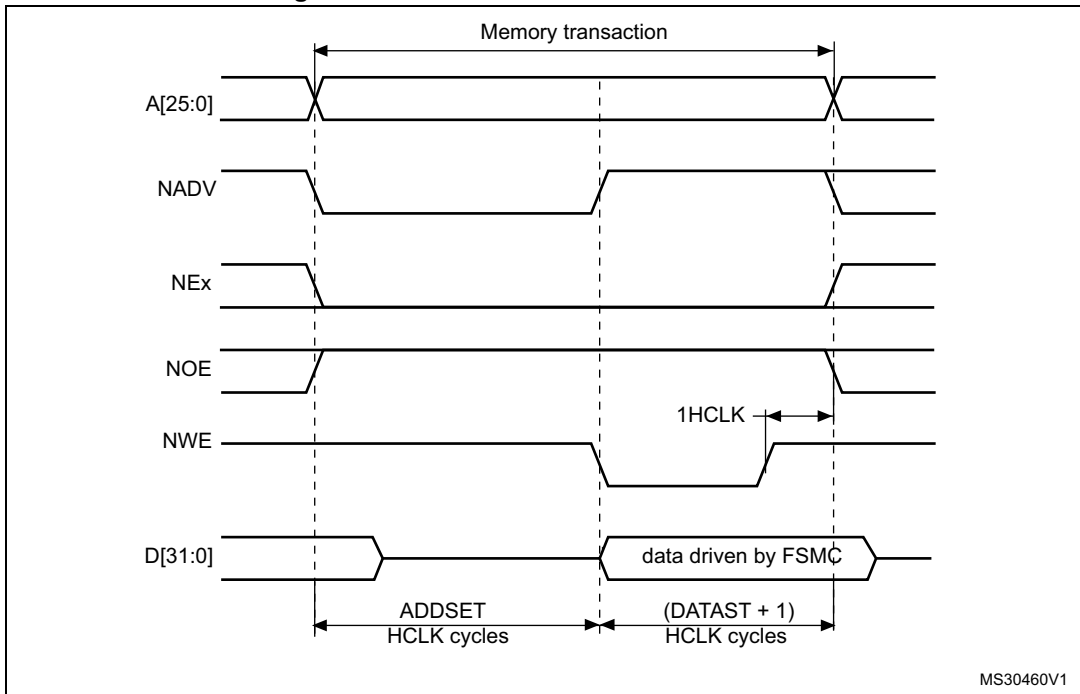 Memory transaction
A[25:0]
NADV
NEx
NOE
1HCLK
NWE
D[31:0]
data driven by FSMC
ADDSET
HCLK cycles
(DATAST + 1)
HCLK cycles
MS30460V1